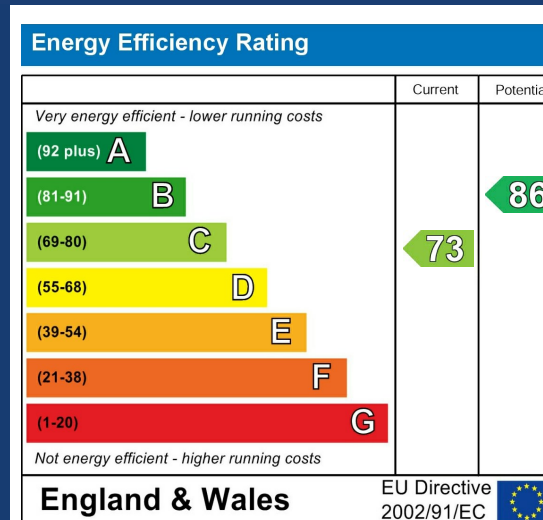 Energy Efficiency Rating
Current Potentia
Very energy efficient - lower running costs
(92 plus) A
(81-91) B 86
(69-80) C 73
(55-68) D
(39-54) E
(21-38) F
(1-20) G
Not energy efficient - higher running costs
England & Wales
EU Directive
2002/91/EC